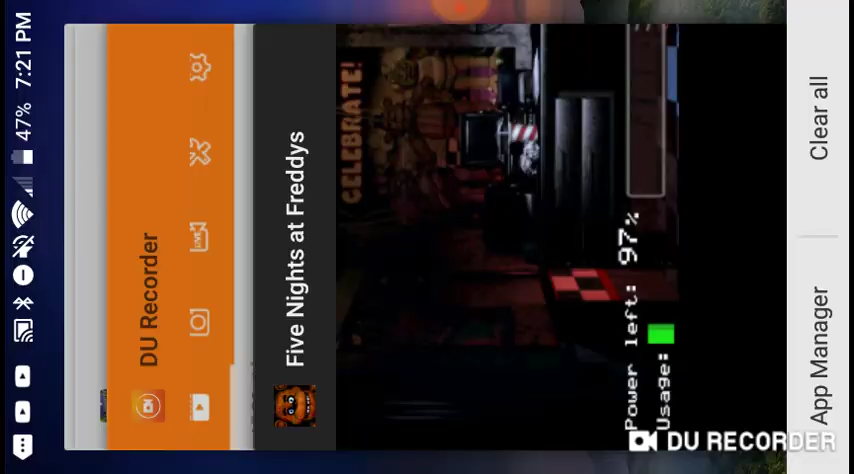 47% 7:21 PM
DU Recorder
LIVE
Five Nights at Freddys
CELEBRATE!
Power left: 97%
Usage:
App Manager
Clear all
DU RECORDER